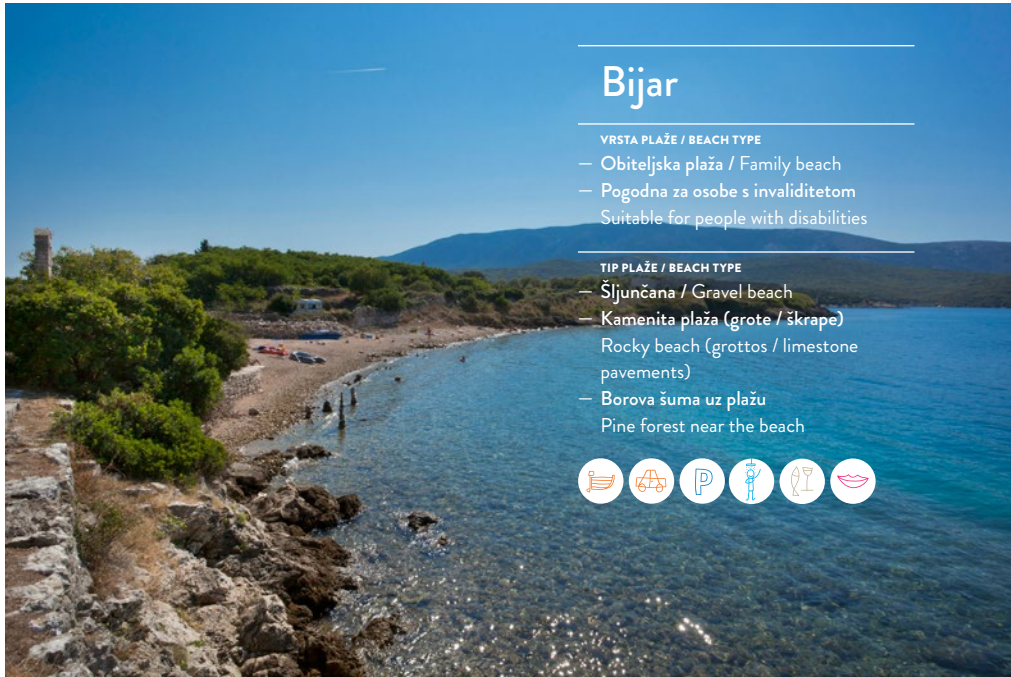 Bijar
VRSTA PLAŽE / BEACH TYPE
— Obiteljska plaža / Family beach
— Pogodna za osobe s invaliditetom
Suitable for people with disabilities
TIP PLAŽE / BEACH TYPE
— Šljunčana / Gravel beach
— Kamenita plaža (grote / škrape)
Rocky beach (grottos / limestone
pavements)
— Borova šuma uz plažu
Pine forest near the beach
P